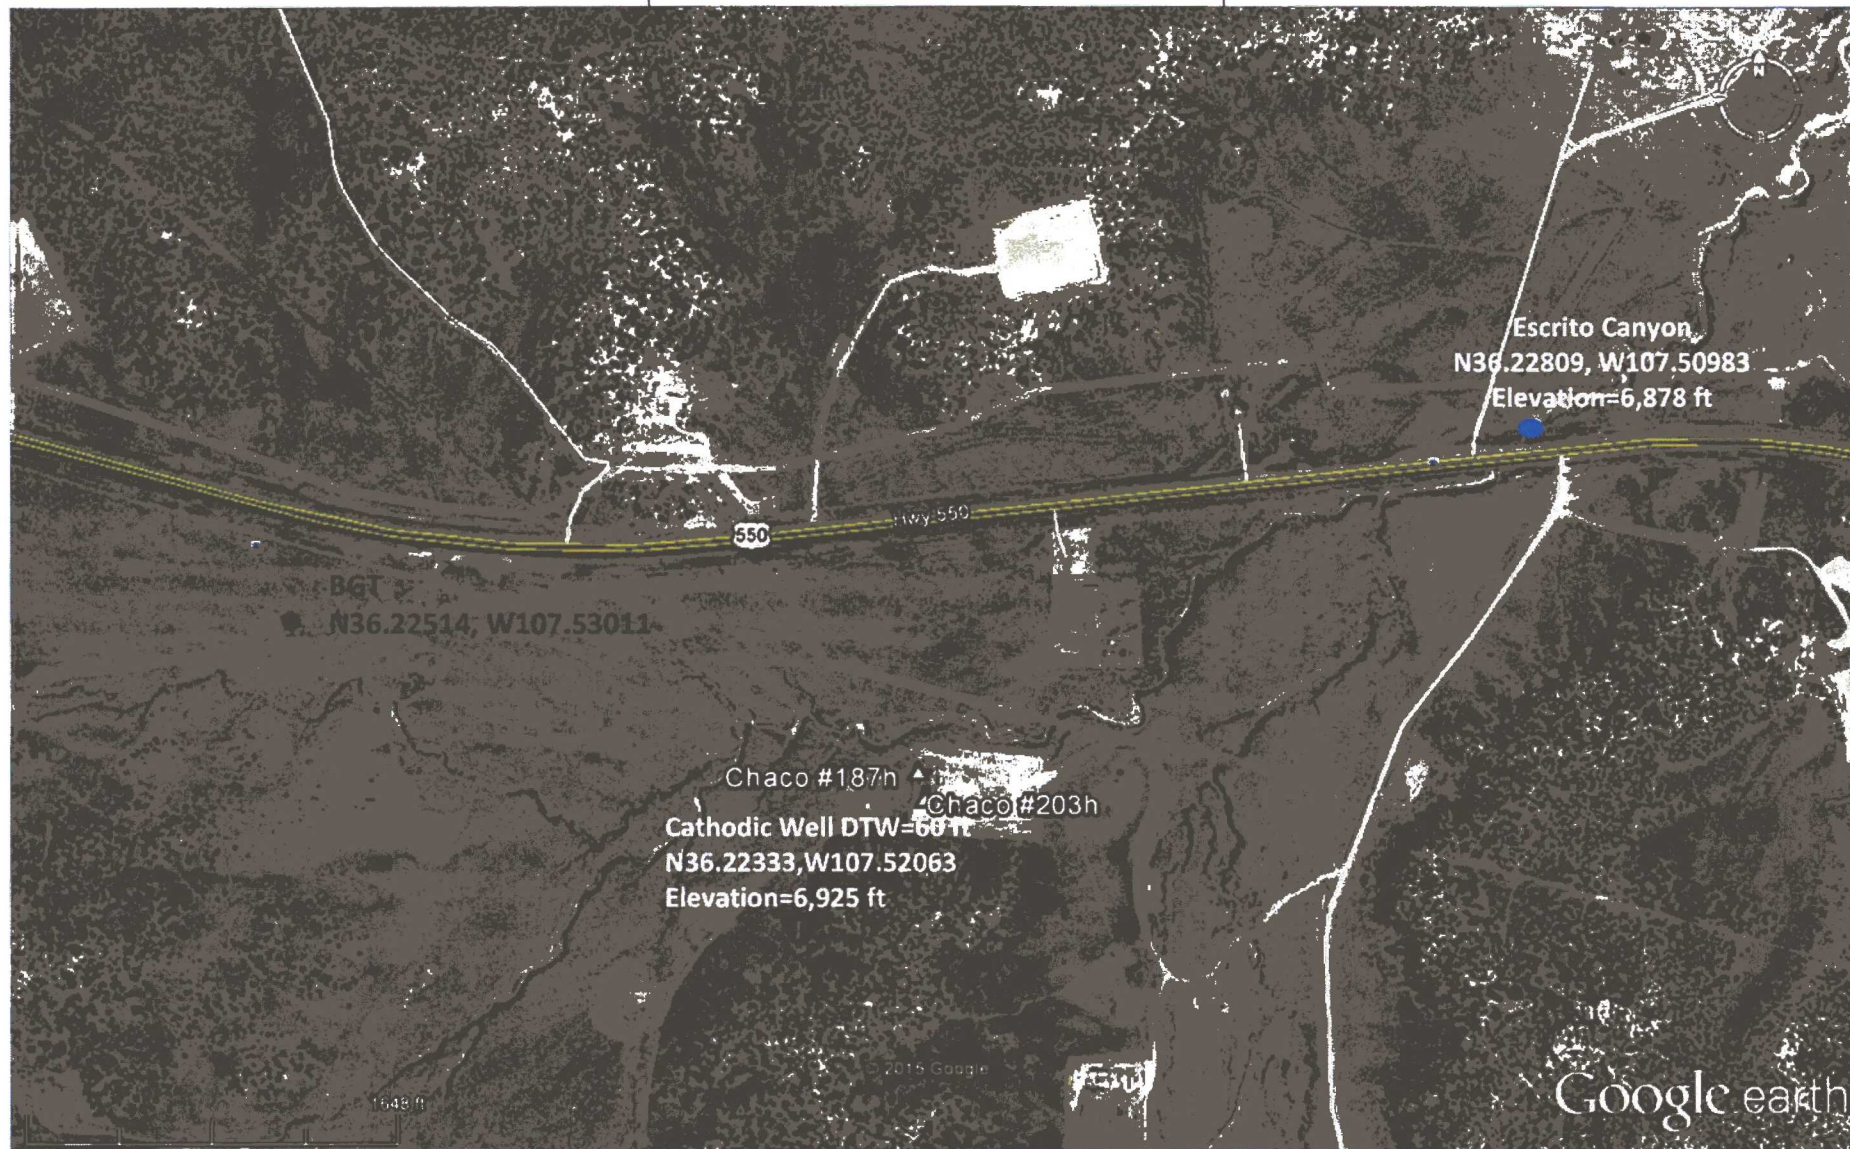 N
Escrito Canyon
N36.22809, W107.50983
Elevation=6,878 ft
Hwy 550
550
BGT
N36.22514, W107.53011
Chaco #187h
Chaco #203h
Cathodic Well DTW=60 ft
N36.22333,W107.52063
Elevation=6,925 ft
© 2015 Google
1648 ft
Google earth